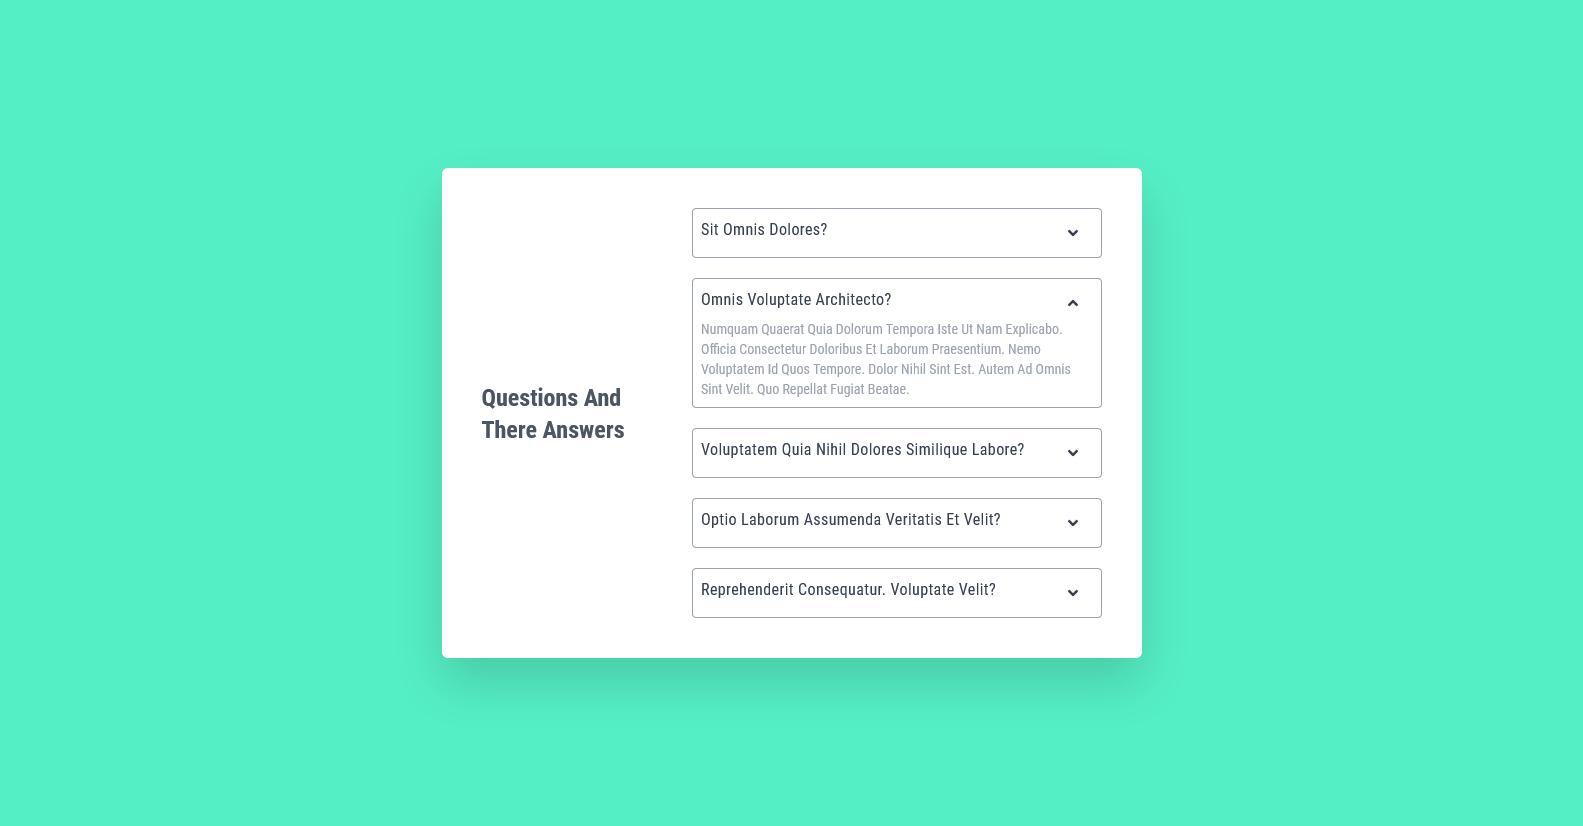 Questions And
There Answers
Sit Omnis Dolores?
Omnis Voluptate Architecto?
Numquam Quaerat Quia Dolorum Tempora Iste Ut Nam Explicabo.
Officia Consectetur Doloribus Et Laborum Praesentium. Nemo
Voluptatem Id Quos Tempore. Dolor Nihil Sint Est. Autem Ad Omnis
Sint Velit. Quo Repellat Fugiat Beatae.
Voluptatem Quia Nihil Dolores Similique Labore?
Optio Laborum Assumenda Veritatis Et Velit?
Reprehenderit Consequatur. Voluptate Velit?